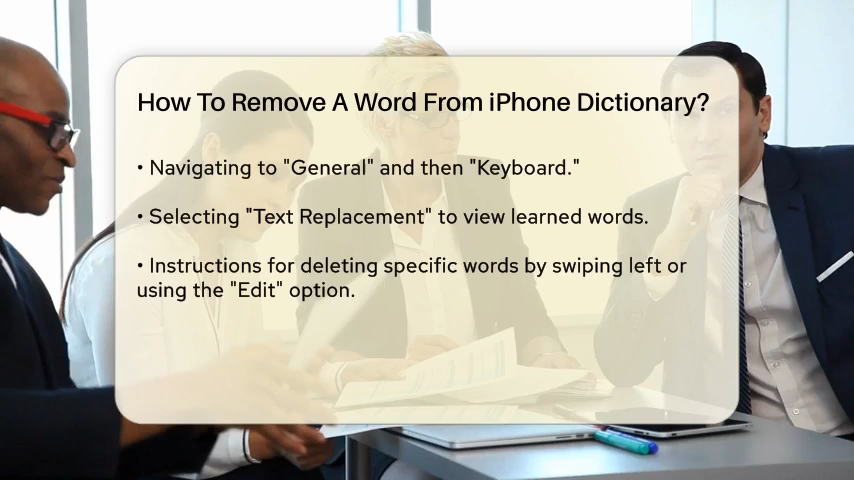 How To Remove A Word From iPhone Dictionary?
• Navigating to "General" and then "Keyboard."
• Selecting "Text Replacement" to view learned words.
• Instructions for deleting specific words by swiping left or
using the "Edit" option.